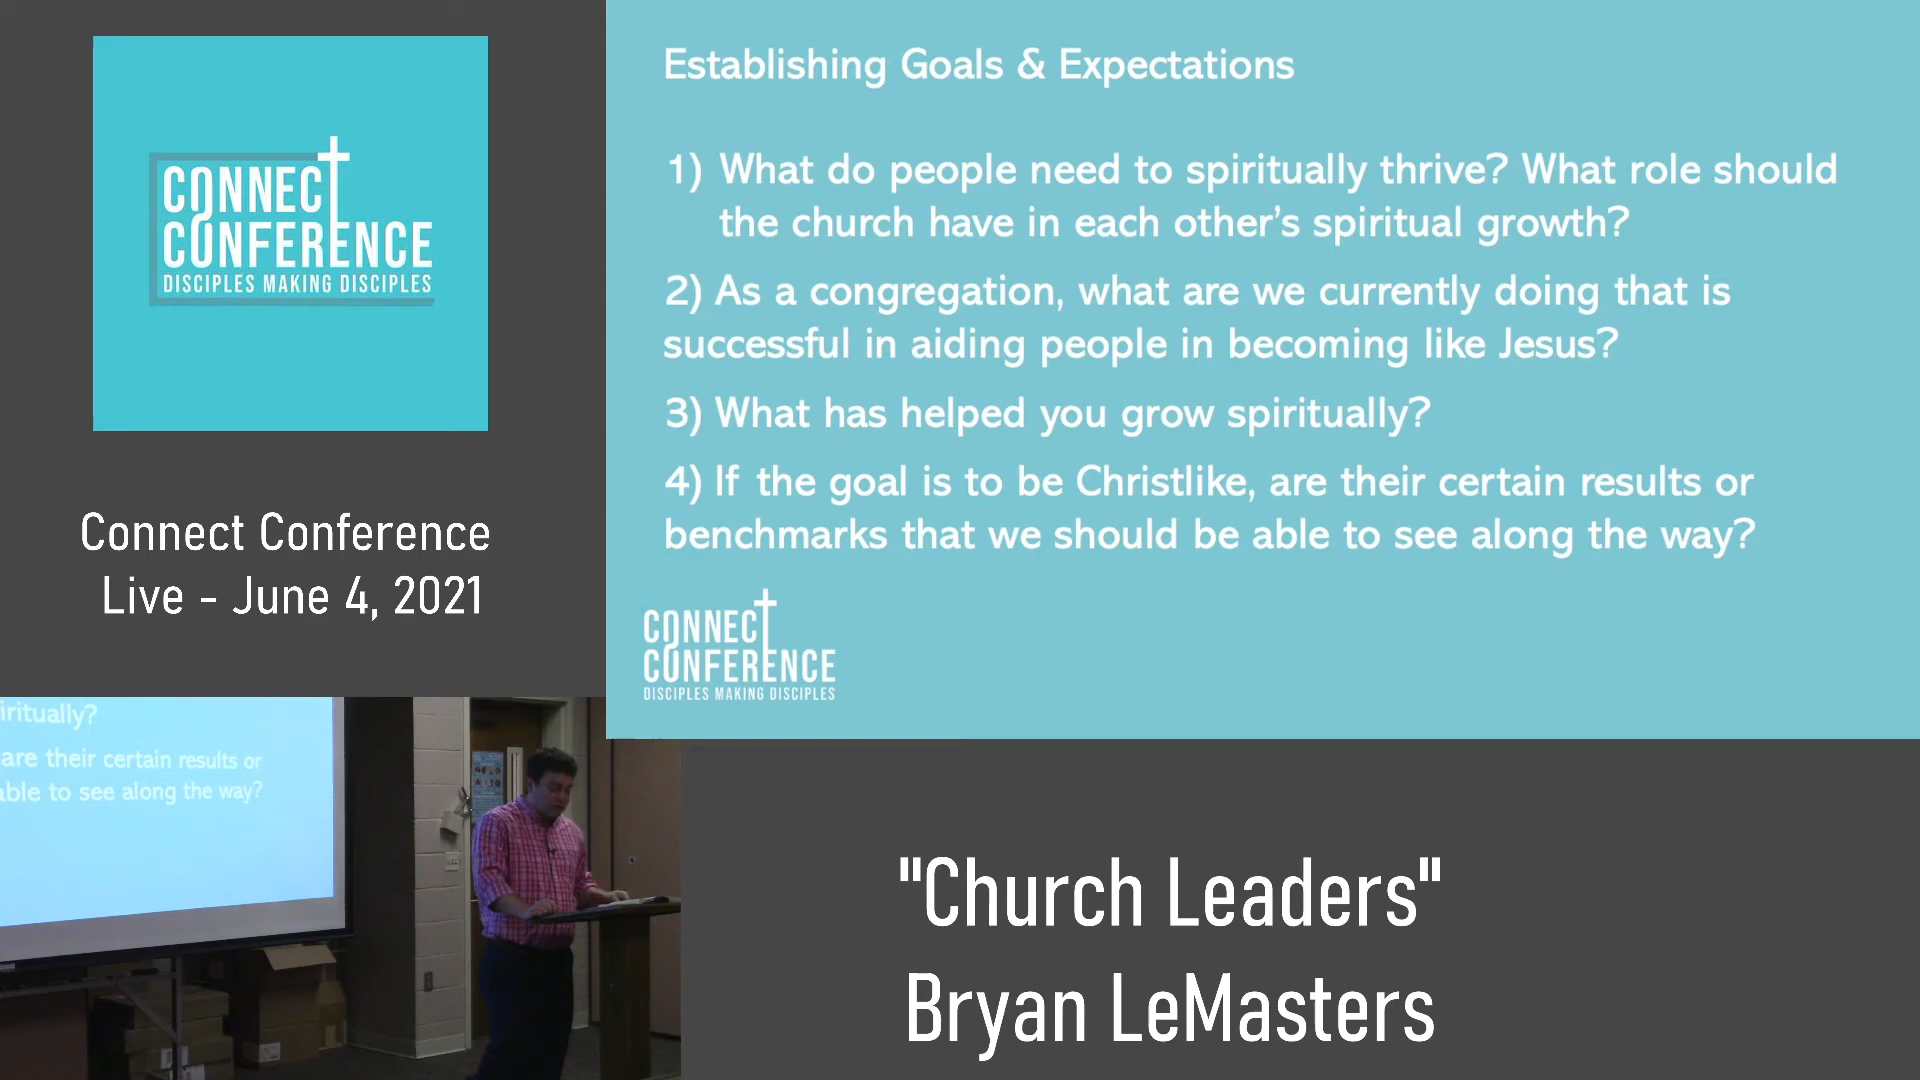 CONNECT
CONFERENCE
DISCIPLES MAKING DISCIPLES
Connect Conference
Live - June 4, 2021
Establishing Goals & Expectations
1) What do people need to spiritually thrive? What role should
the church have in each other's spiritual growth?
2) As a congregation, what are we currently doing that is
successful in aiding people in becoming like Jesus?
3) What has helped you grow spiritually?
4) If the goal is to be Christlike, are their certain results or
benchmarks that we should be able to see along the way?
CONNECT
CONFERENCE
DISCIPLES MAKING DISCIPLES
iritually?
are their certain results or
able to see along the way?
"Church Leaders"
Bryan LeMasters